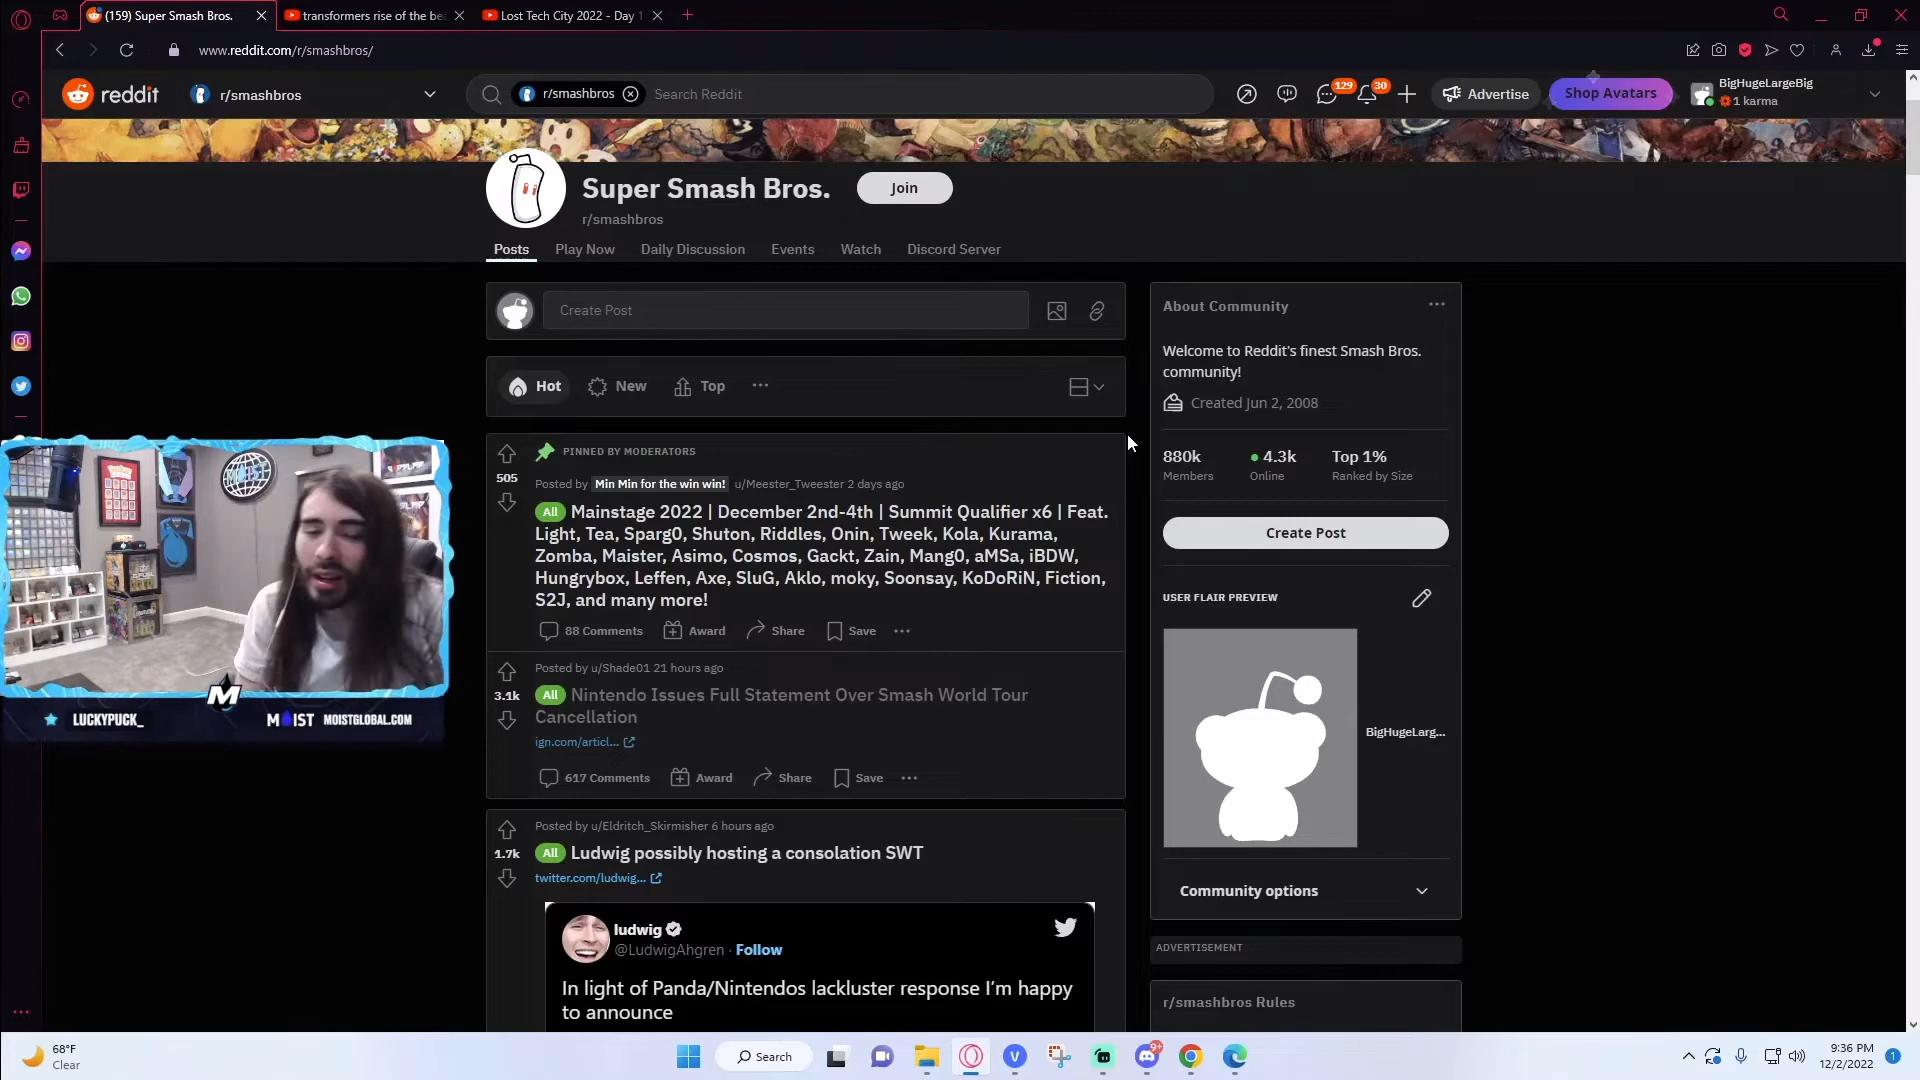 (159) Super Smash Bros.
transformers rise of the be
Lost Tech City 2022 - Day 1
www.reddit.com/r/smashbros/
reddit
r/smashbros
r/smashbros
Search Reddit
129
30
Advertise
Shop Avatars
BigHugeLargeBig
1 karma
Super Smash Bros.
Join
r/smashbros
Posts
Play Now
Daily Discussion
Events
Watch
Discord Server
Create Post
Hot
New
Top
PINNED BY MODERATORS
505
Posted by Min Min for the win win! u/Meester_Tweester 2 days ago
All Mainstage 2022 | December 2nd-4th | Summit Qualifier x6 | Feat.
Light, Tea, Sparg0, Shuton, Riddles, Onin, Tweek, Kola, Kurama,
Zomba, Maister, Asimo, Cosmos, Gackt, Zain, Mang0, aMSa, iBDW,
Hungrybox, Leffen, Axe, SluG, Aklo, moky, Soonsay, KoDoRiN, Fiction,
S2J, and many more!
88 Comments
Award
Share
Save
Posted by u/Shade01 21 hours ago
3.1k
All Nintendo Issues Full Statement Over Smash World Tour
Cancellation
ign.com/articl...
617 Comments
Award
Share
Save
Posted by u/Eldritch_Skirmisher 6 hours ago
1.7k
All Ludwig possibly hosting a consolation SWT
twitter.com/ludwig...
ludwig
@LudwigAhgren · Follow
In light of Panda/Nintendos lackluster response I'm happy
to announce
About Community
Welcome to Reddit's finest Smash Bros.
community!
Created Jun 2, 2008
880k
Members
4.3k
Online
Top 1%
Ranked by Size
Create Post
USER FLAIR PREVIEW
BigHugeLarg...
Community options
ADVERTISEMENT
r/smashbros Rules
MOIST
LUCKYPUCK_
M
MOIST
MOISTGLOBAL.COM
68°F
Clear
Search
V
9+
9:36 PM
12/2/2022
1